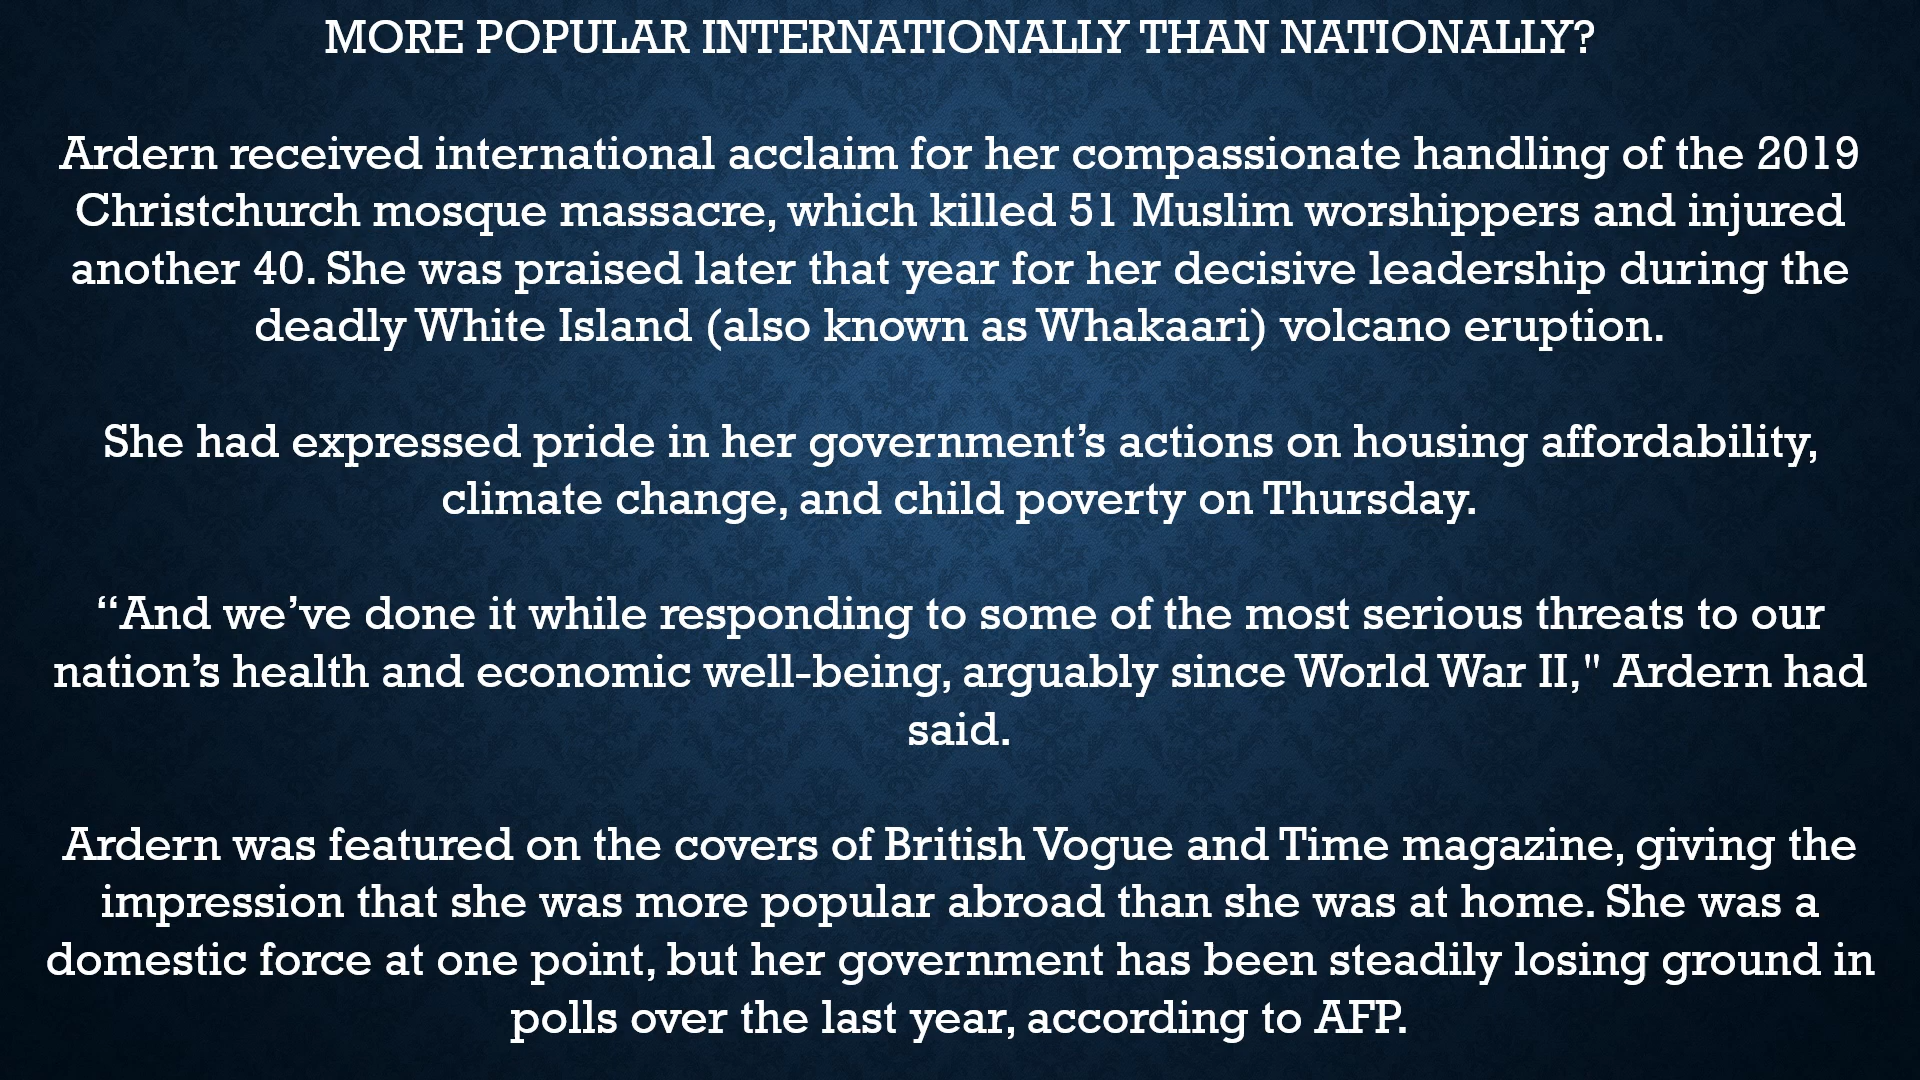 MORE POPULAR INTERNATIONALLY THAN NATIONALLY?
Ardern received international acclaim for her compassionate handling of the 2019
Christchurch mosque massacre, which killed 51 Muslim worshippers and injured
another 40. She was praised later that year for her decisive leadership during the
deadly White Island (also known as Whakaari) volcano eruption.
She had expressed pride in her government’s actions on housing affordability,
climate change, and child poverty on Thursday.
“And we’ve done it while responding to some of the most serious threats to our
nation’s health and economic well-being, arguably since World War II," Ardern had
said.
Ardern was featured on the covers of British Vogue and Time magazine, giving the
impression that she was more popular abroad than she was at home. She was a
domestic force at one point, but her government has been steadily losing ground in
polls over the last year, according to AFP.